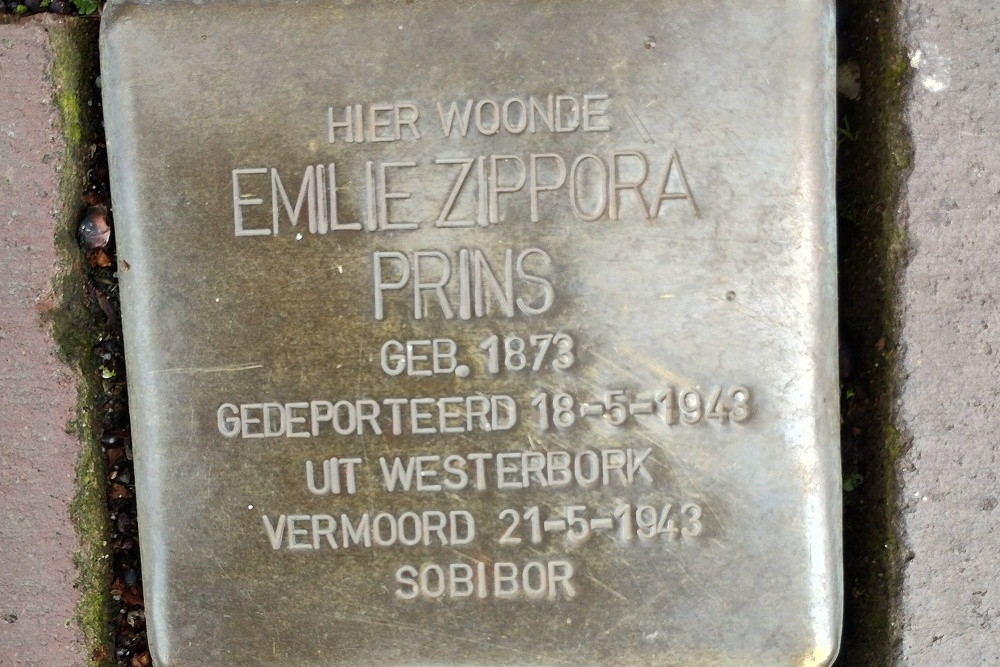 HIER WOONDE
EMILIE ZIPPORA
PRINS
GEB. 1873
GEDEPORTEERD 18-5-1943
UIT WESTERBORK
VERMOORD 21-5-1943
SOBIBOR